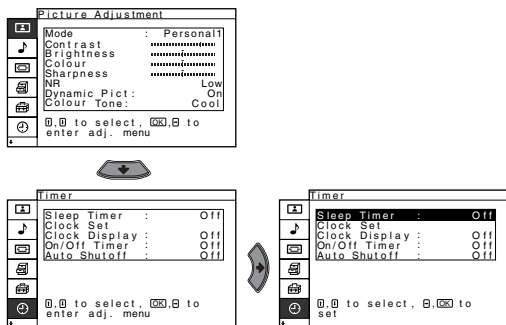 Picture Adjustment
Mode : Personal1
Contrast
Brightness
Colour
Sharpness
NR Low
Dynamic Pict: On
Colour Tone: Cool
to select, OK, to
enter adj. menu
Timer
Sleep Timer : Off
Clock Set
Clock Display : Off
On/Off Timer : Off
Auto Shutoff : Off
to select, OK, to
enter adj. menu
Timer
Sleep Timer : Off
Clock Set
Clock Display : Off
On/Off Timer : Off
Auto Shutoff : Off
to select, OK to
set